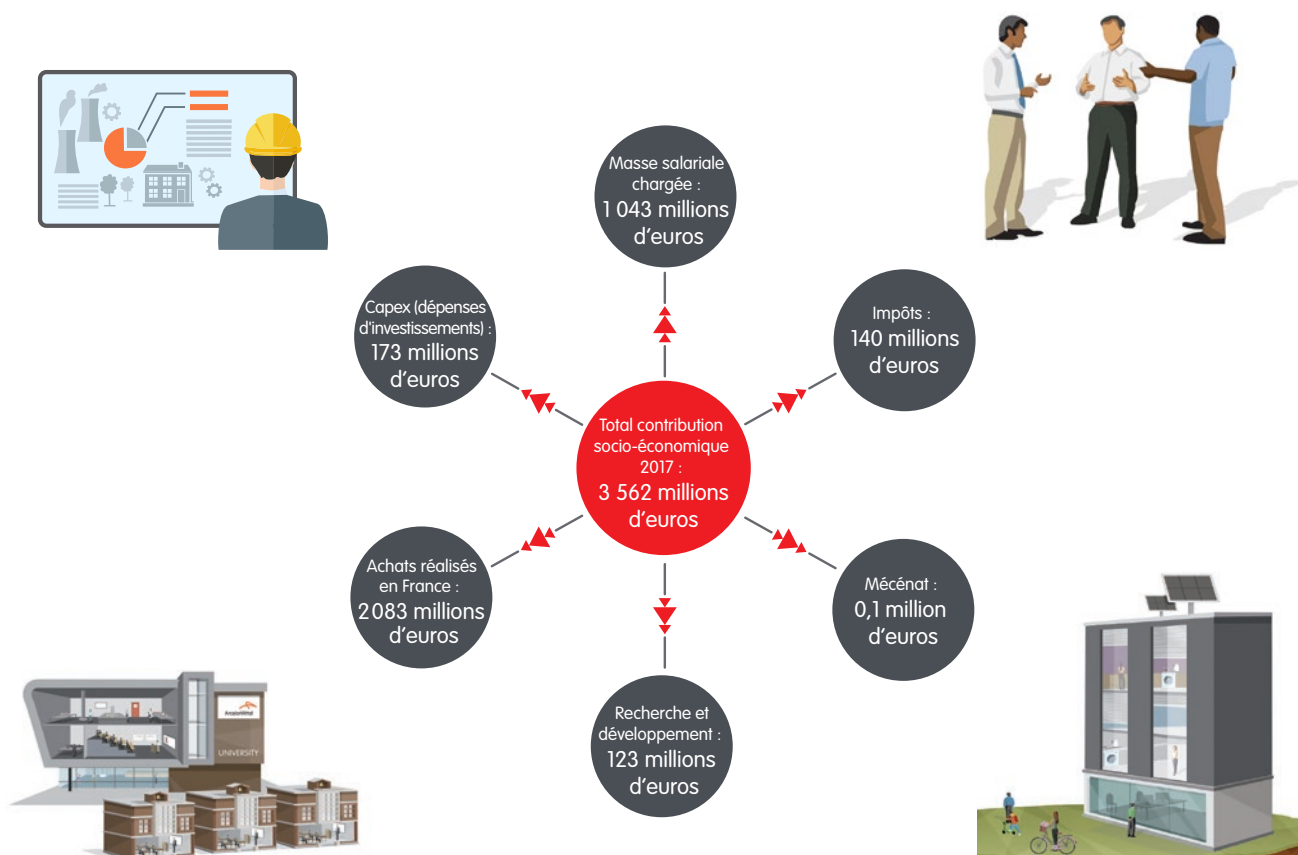 Masse salariale
chargée :
1 043 millions
d'euros
Capex (dépenses
d'investissements) :
173 millions
d'euros
Impôts :
140 millions
d'euros
Total contribution
socio-économique
2017 :
3 562 millions
d'euros
Achats réalisés
en France :
2 083 millions
d'euros
Mécénat :
0,1 million
d'euros
Recherche et
développement :
123 millions
d'euros
ArcelorMittal
UNIVERSITY